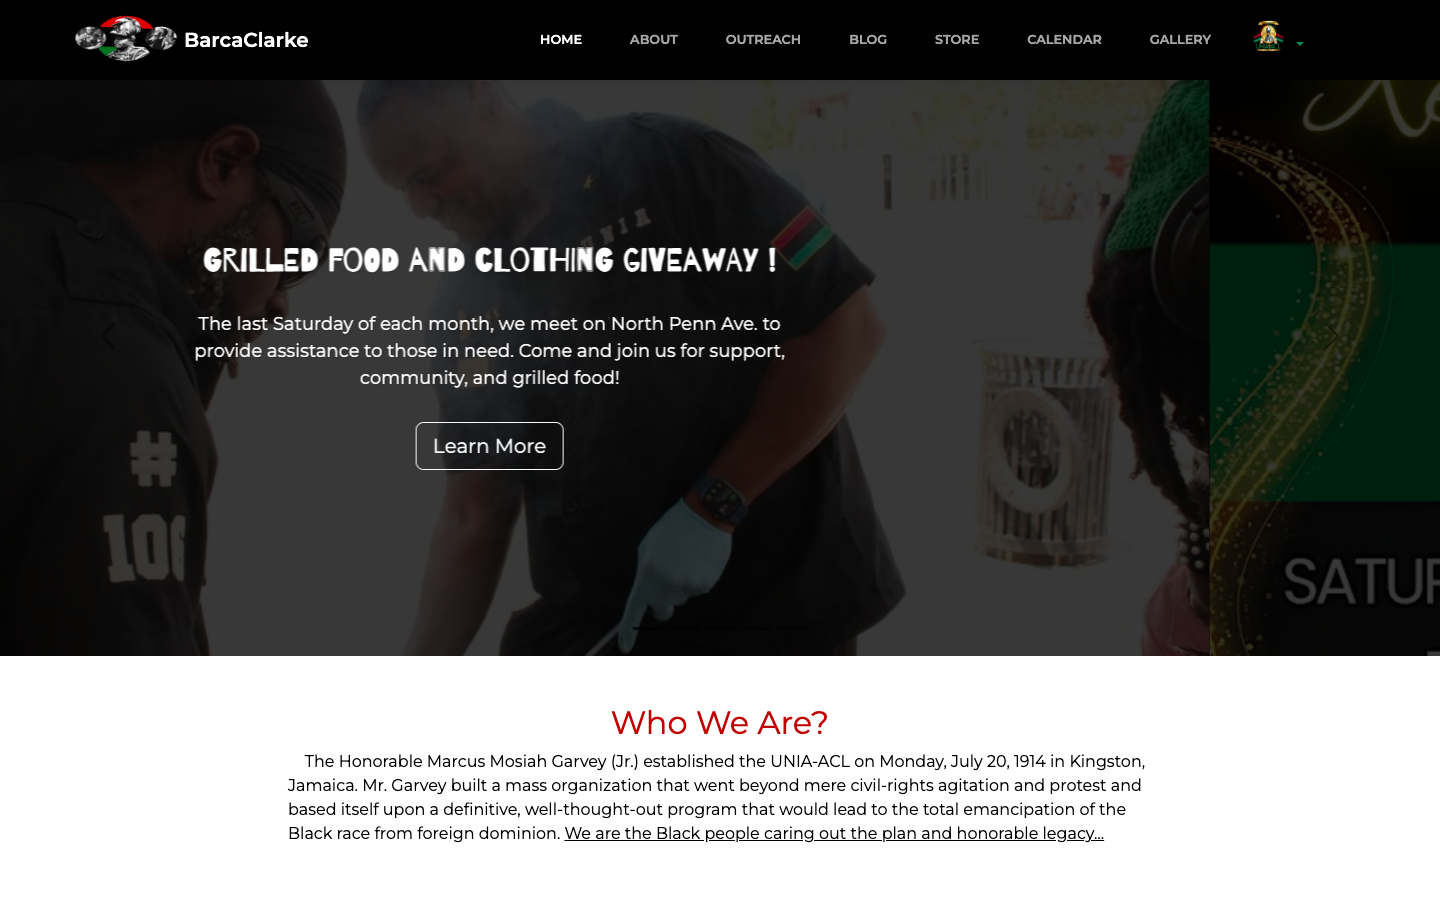 BarcaClarke
HOME
ABOUT
OUTREACH
BLOG
STORE
CALENDAR
GALLERY
GRILLED FOOD AND CLOTHING GIVEAWAY !
The last Saturday of each month, we meet on North Penn Ave. to
provide assistance to those in need. Come and join us for support,
community, and grilled food!
Learn More
#
SATUR
Who We Are?
The Honorable Marcus Mosiah Garvey (Jr.) established the UNIA-ACL on Monday, July 20, 1914 in Kingston,
Jamaica. Mr. Garvey built a mass organization that went beyond mere civil-rights agitation and protest and
based itself upon a definitive, well-thought-out program that would lead to the total emancipation of the
Black race from foreign dominion. We are the Black people caring out the plan and honorable legacy...